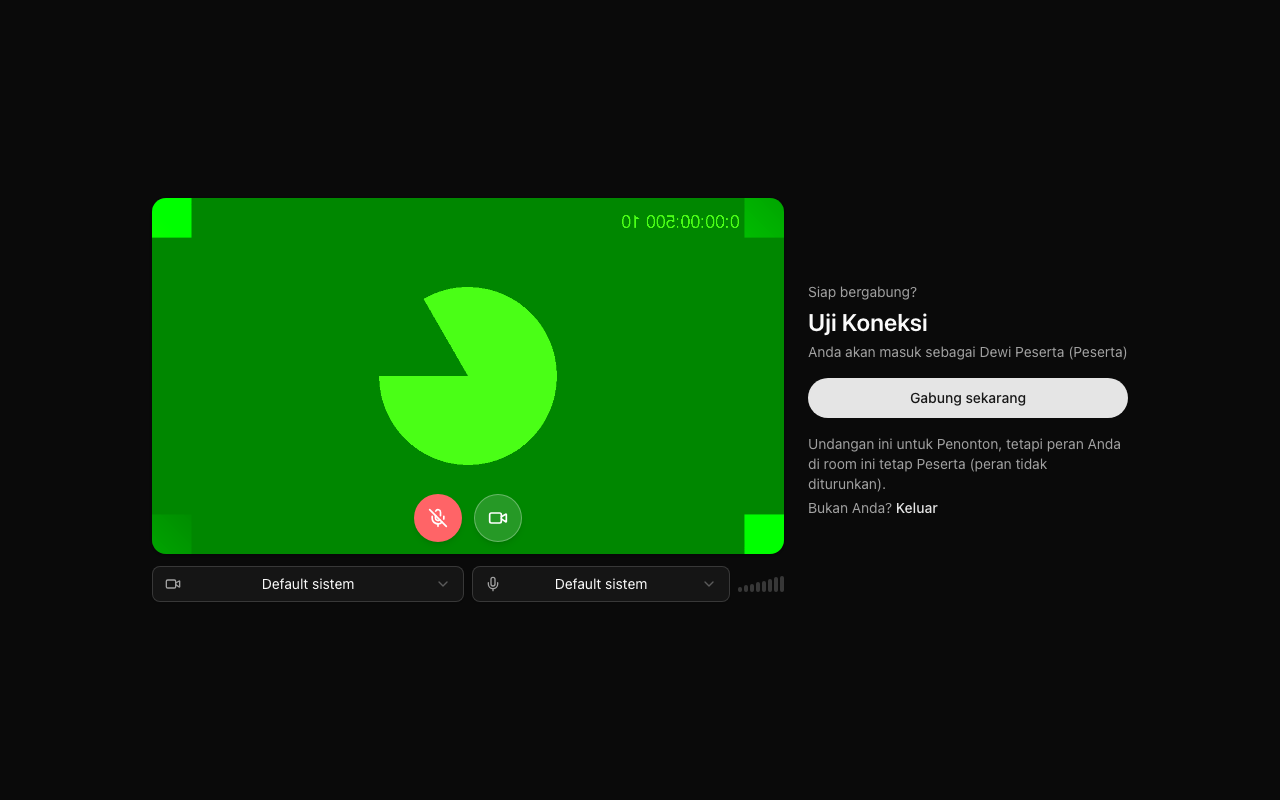 0:00:00:500 10
Siap bergabung?
Uji Koneksi
Anda akan masuk sebagai Dewi Peserta (Peserta)
Gabung sekarang
Undangan ini untuk Penonton, tetapi peran Anda
di room ini tetap Peserta (peran tidak
diturunkan).
Bukan Anda? Keluar
Default sistem
Default sistem